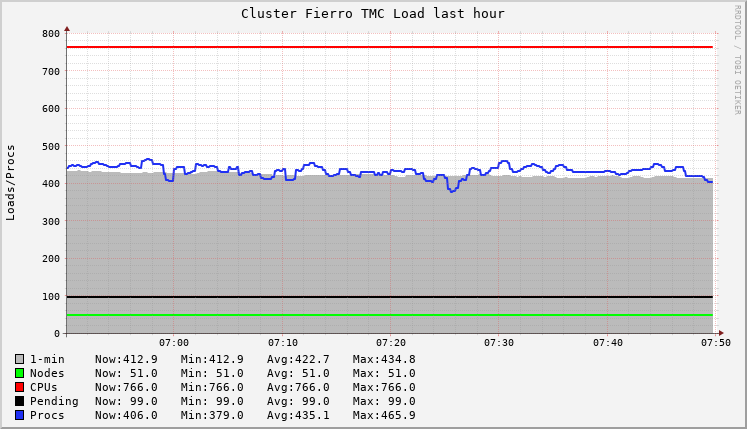 Cluster Fierro TMC Load last hour
RRDTOOL / TOBI OETIKER
Loads/Procs
800
700
600
500
400
300
200
100
0
07:00 07:10 07:20 07:30 07:40 07:50
1-min Now:412.9 Min:412.9 Avg:422.7 Max:434.8
Nodes Now: 51.0 Min: 51.0 Avg: 51.0 Max: 51.0
CPUs Now:766.0 Min:766.0 Avg:766.0 Max:766.0
Pending Now: 99.0 Min: 99.0 Avg: 99.0 Max: 99.0
Procs Now:406.0 Min:379.0 Avg:435.1 Max:465.9